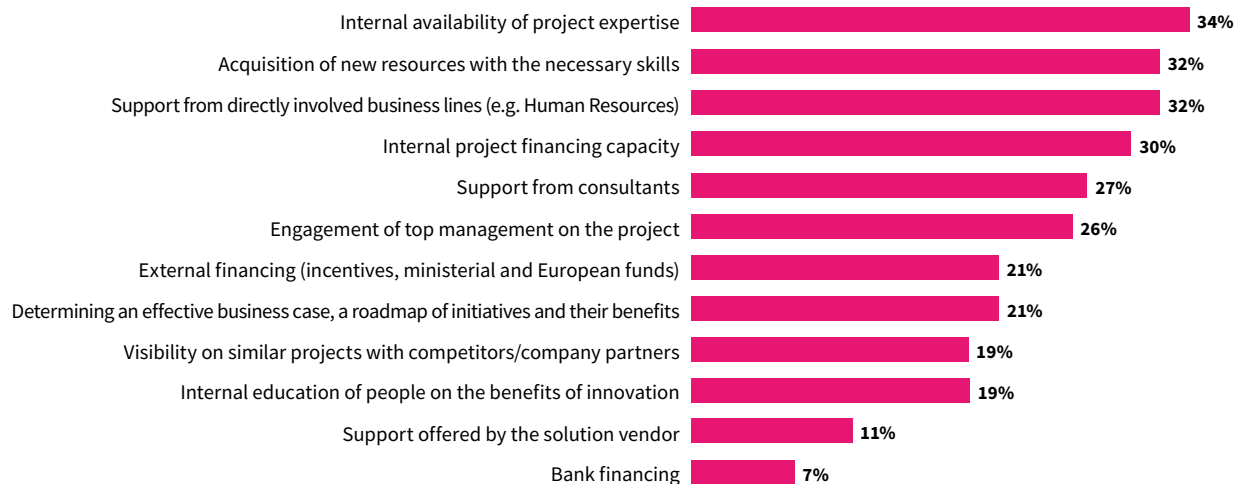 Internal availability of project expertise 34%
Acquisition of new resources with the necessary skills 32%
Support from directly involved business lines (e.g. Human Resources) 32%
Internal project financing capacity 30%
Support from consultants 27%
Engagement of top management on the project 26%
External financing (incentives, ministerial and European funds) 21%
Determining an effective business case, a roadmap of initiatives and their benefits 21%
Visibility on similar projects with competitors/company partners 19%
Internal education of people on the benefits of innovation 19%
Support offered by the solution vendor 11%
Bank financing 7%